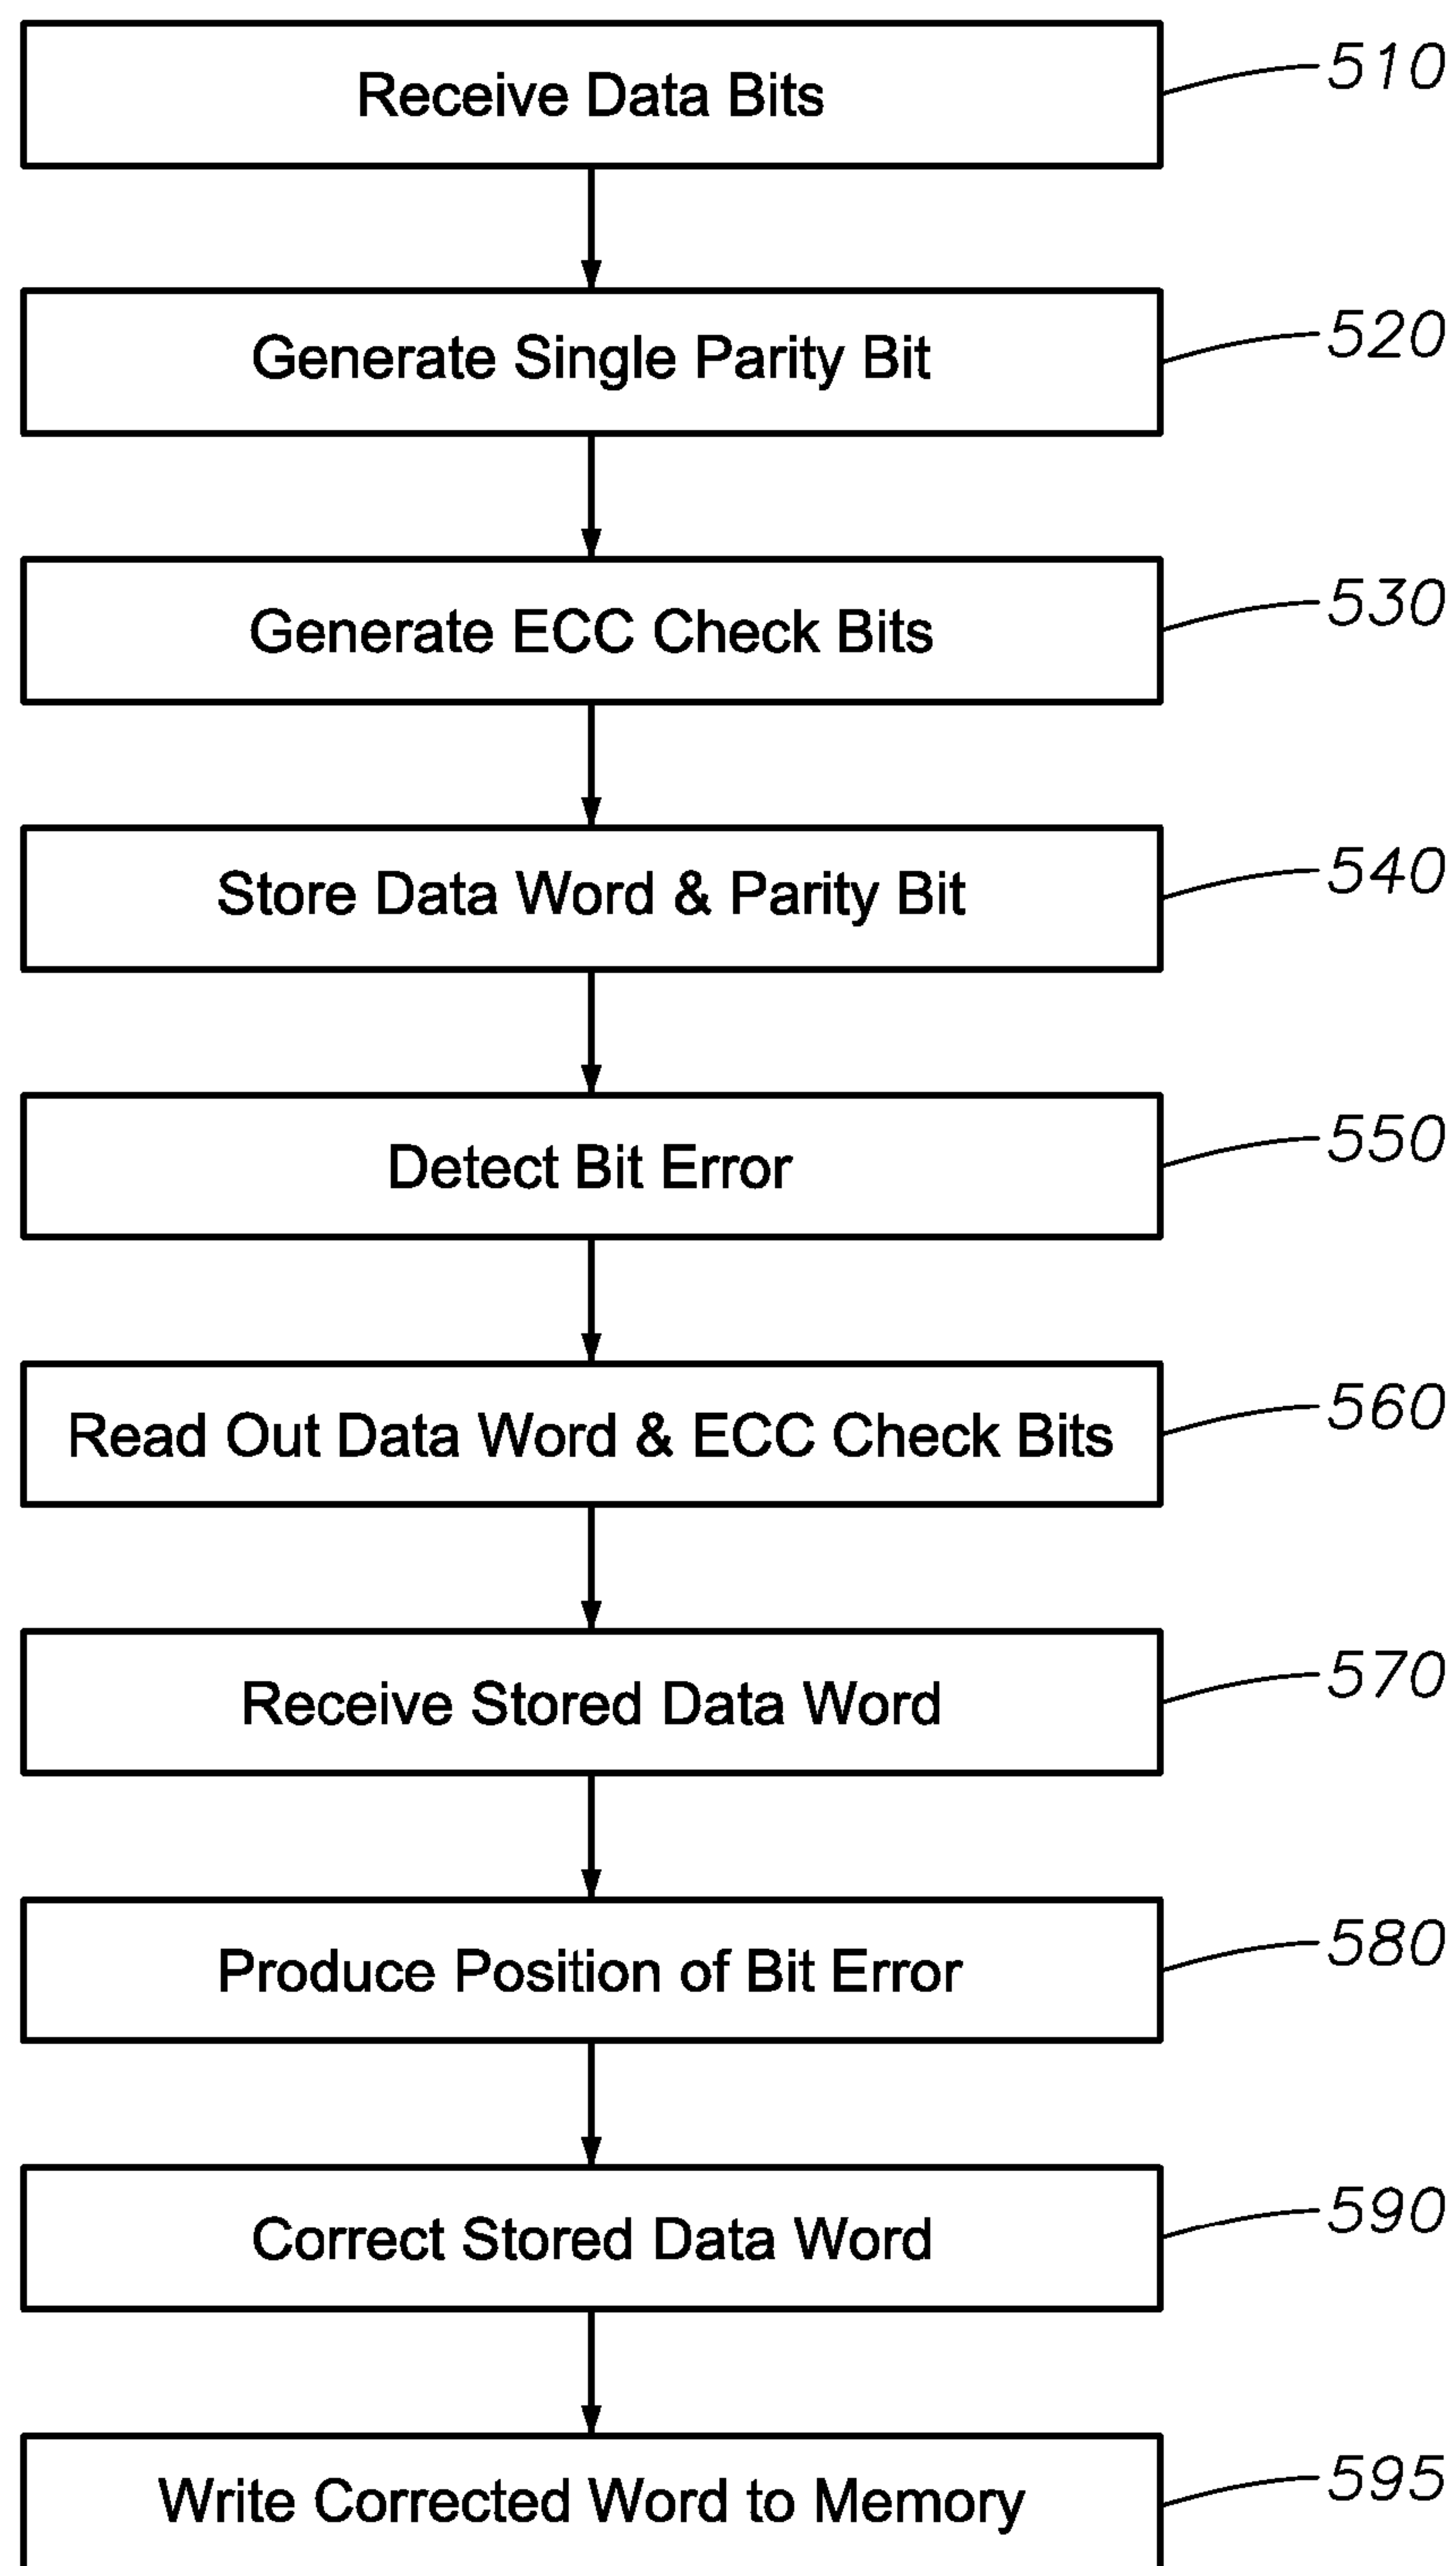 Receive Data Bits 510
Generate Single Parity Bit 520
Generate ECC Check Bits 530
Store Data Word & Parity Bit 540
Detect Bit Error 550
Read Out Data Word & ECC Check Bits 560
Receive Stored Data Word 570
Produce Position of Bit Error 580
Correct Stored Data Word 590
Write Corrected Word to Memory 595